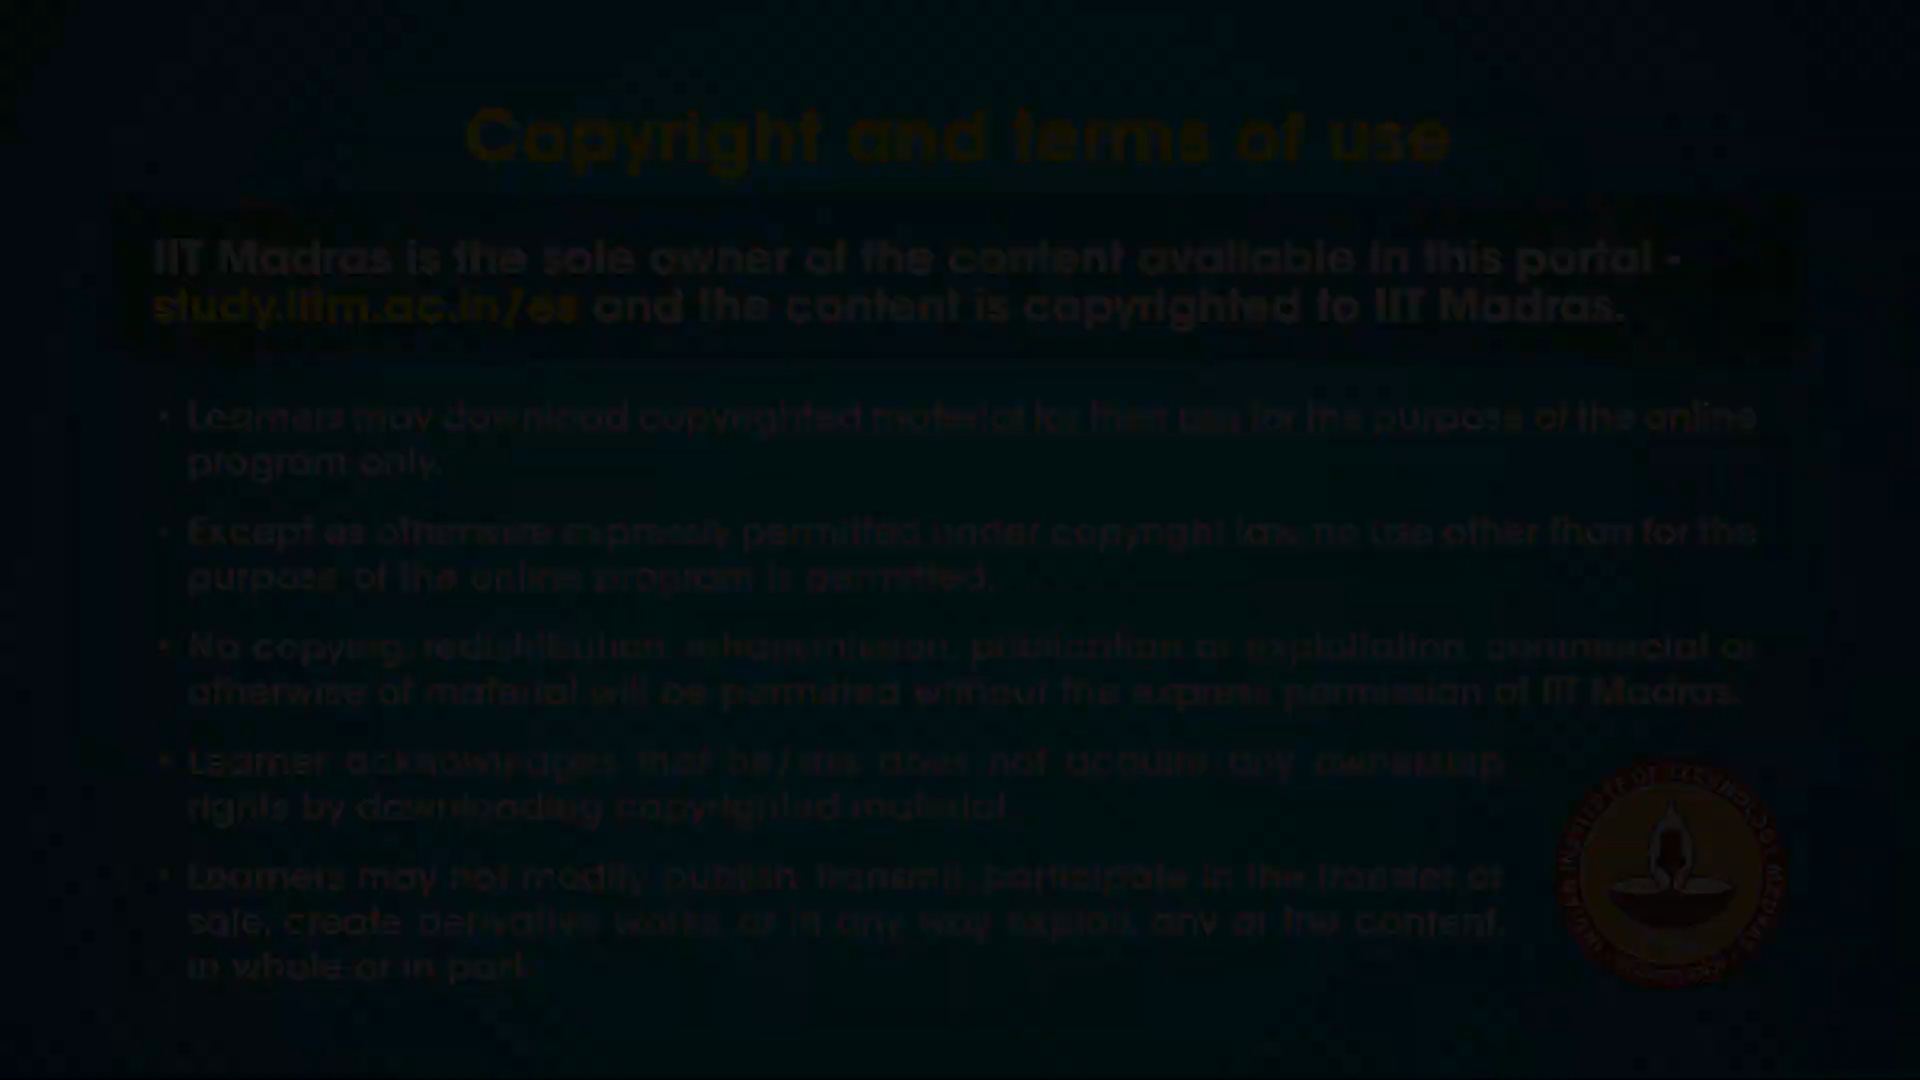 Copyright and terms of use
IIT Madras is the sole owner of the content available in this portal -
study.iitm.ac.in/es and the content is copyrighted to IIT Madras.
• Learners may download copyrighted material for their use for the purpose of the online
program only.
• Except as otherwise expressly permitted under copyright law, no use other than for the
purpose of the online program is permitted.
• No copying, redistribution, retransmission, publication or exploitation, commercial or
otherwise of material will be permitted without the express permission of IIT Madras.
• Learner acknowledges that he/she does not acquire any ownership
rights by downloading copyrighted material.
• Learners may not modify, publish, transmit, participate in the transfer or
sale, create derivative works, or in any way exploit, any of the content,
in whole or in part.